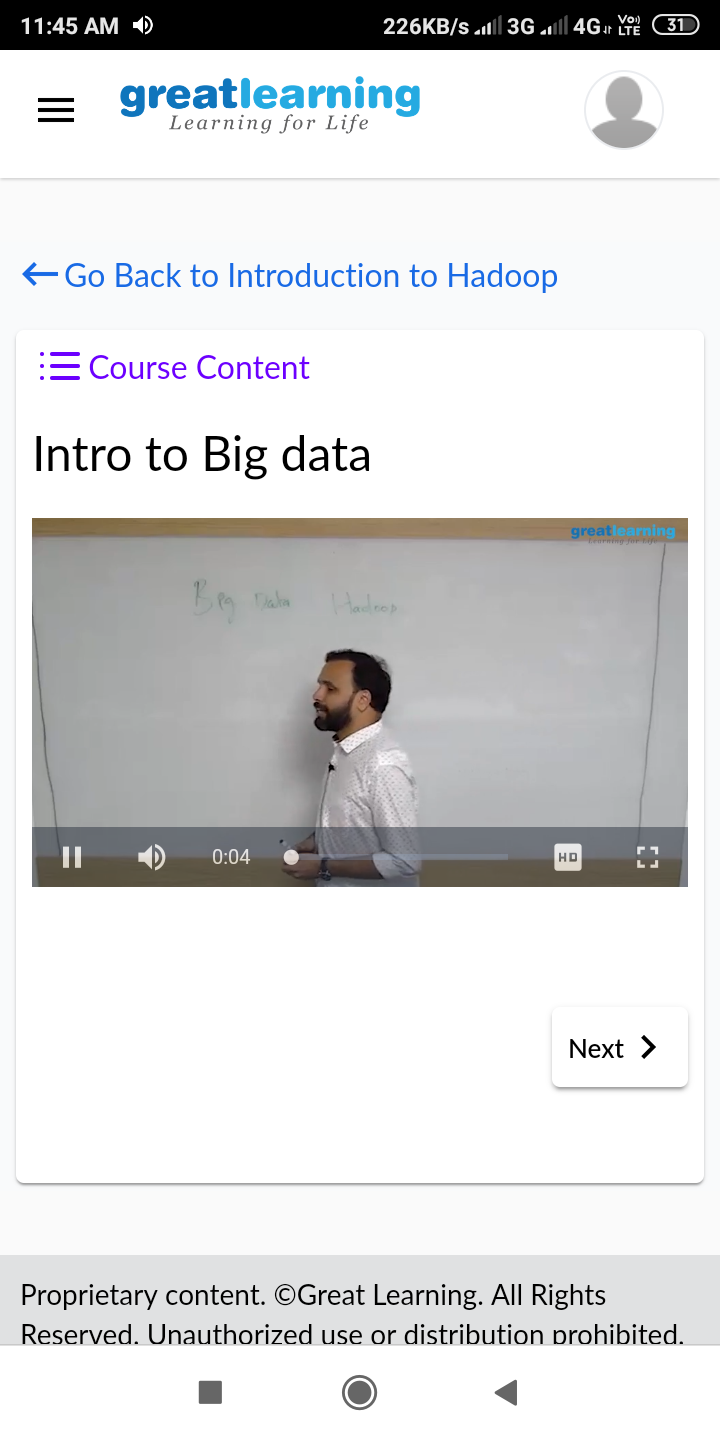 11:45 AM 226KB/s 3G 4G Vo)) LTE 31
greatlearning
Learning for Life
Go Back to Introduction to Hadoop
Course Content
Intro to Big data
greatlearning
Learning for Life
Big Data Hadoop
0:04 HD
Next
Proprietary content. ©Great Learning. All Rights
Reserved. Unauthorized use or distribution prohibited.